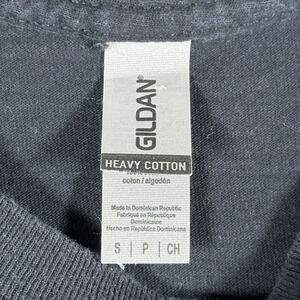 GILDAN®
HEAVY COTTON
coton / algodón
Made in Dominican Republic
Fabriqué en République
Dominicaine
Hecho en República Dominicana
S | P | CH